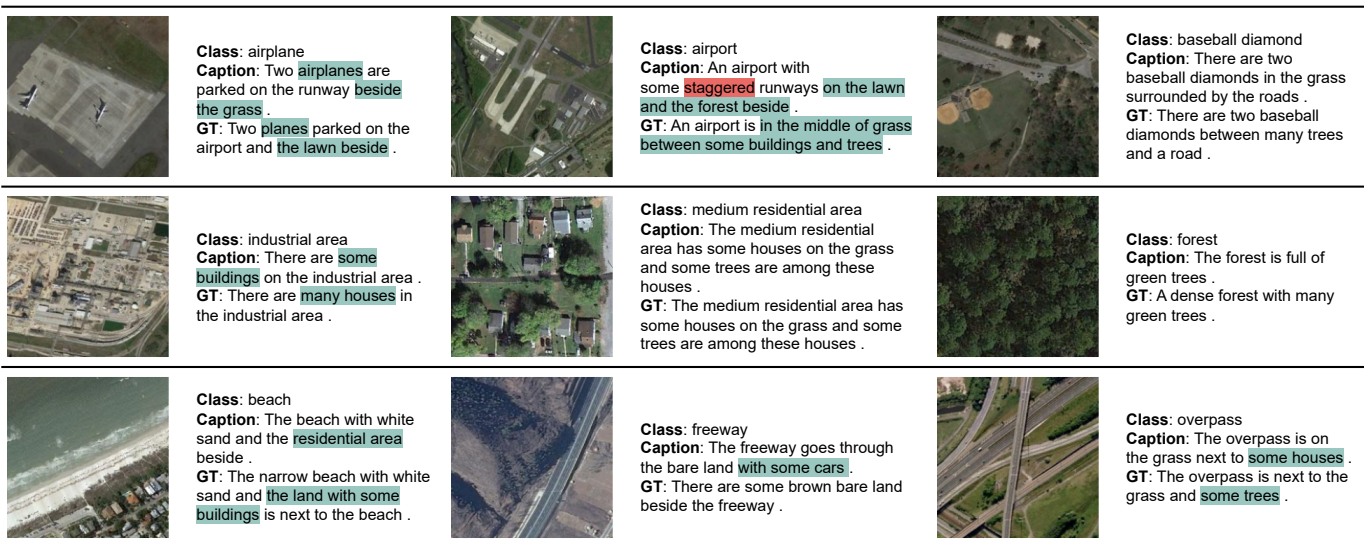 Class: airplane
Caption: Two airplanes are
parked on the runway beside
the grass .
GT: Two planes parked on the
airport and the lawn beside .
Class: airport
Caption: An airport with
some staggered runways on the lawn
and the forest beside .
GT: An airport is in the middle of grass
between some buildings and trees .
Class: baseball diamond
Caption: There are two
baseball diamonds in the grass
surrounded by the roads .
GT: There are two baseball
diamonds between many trees
and a road .
Class: industrial area
Caption: There are some
buildings on the industrial area .
GT: There are many houses in
the industrial area .
Class: medium residential area
Caption: The medium residential
area has some houses on the grass
and some trees are among these
houses .
GT: The medium residential area has
some houses on the grass and some
trees are among these houses .
Class: forest
Caption: The forest is full of
green trees .
GT: A dense forest with many
green trees .
Class: beach
Caption: The beach with white
sand and the residential area
beside .
GT: The narrow beach with white
sand and the land with some
buildings is next to the beach .
Class: freeway
Caption: The freeway goes through
the bare land with some cars .
GT: There are some brown bare land
beside the freeway .
Class: overpass
Caption: The overpass is on
the grass next to some houses .
GT: The overpass is next to the
grass and some trees .